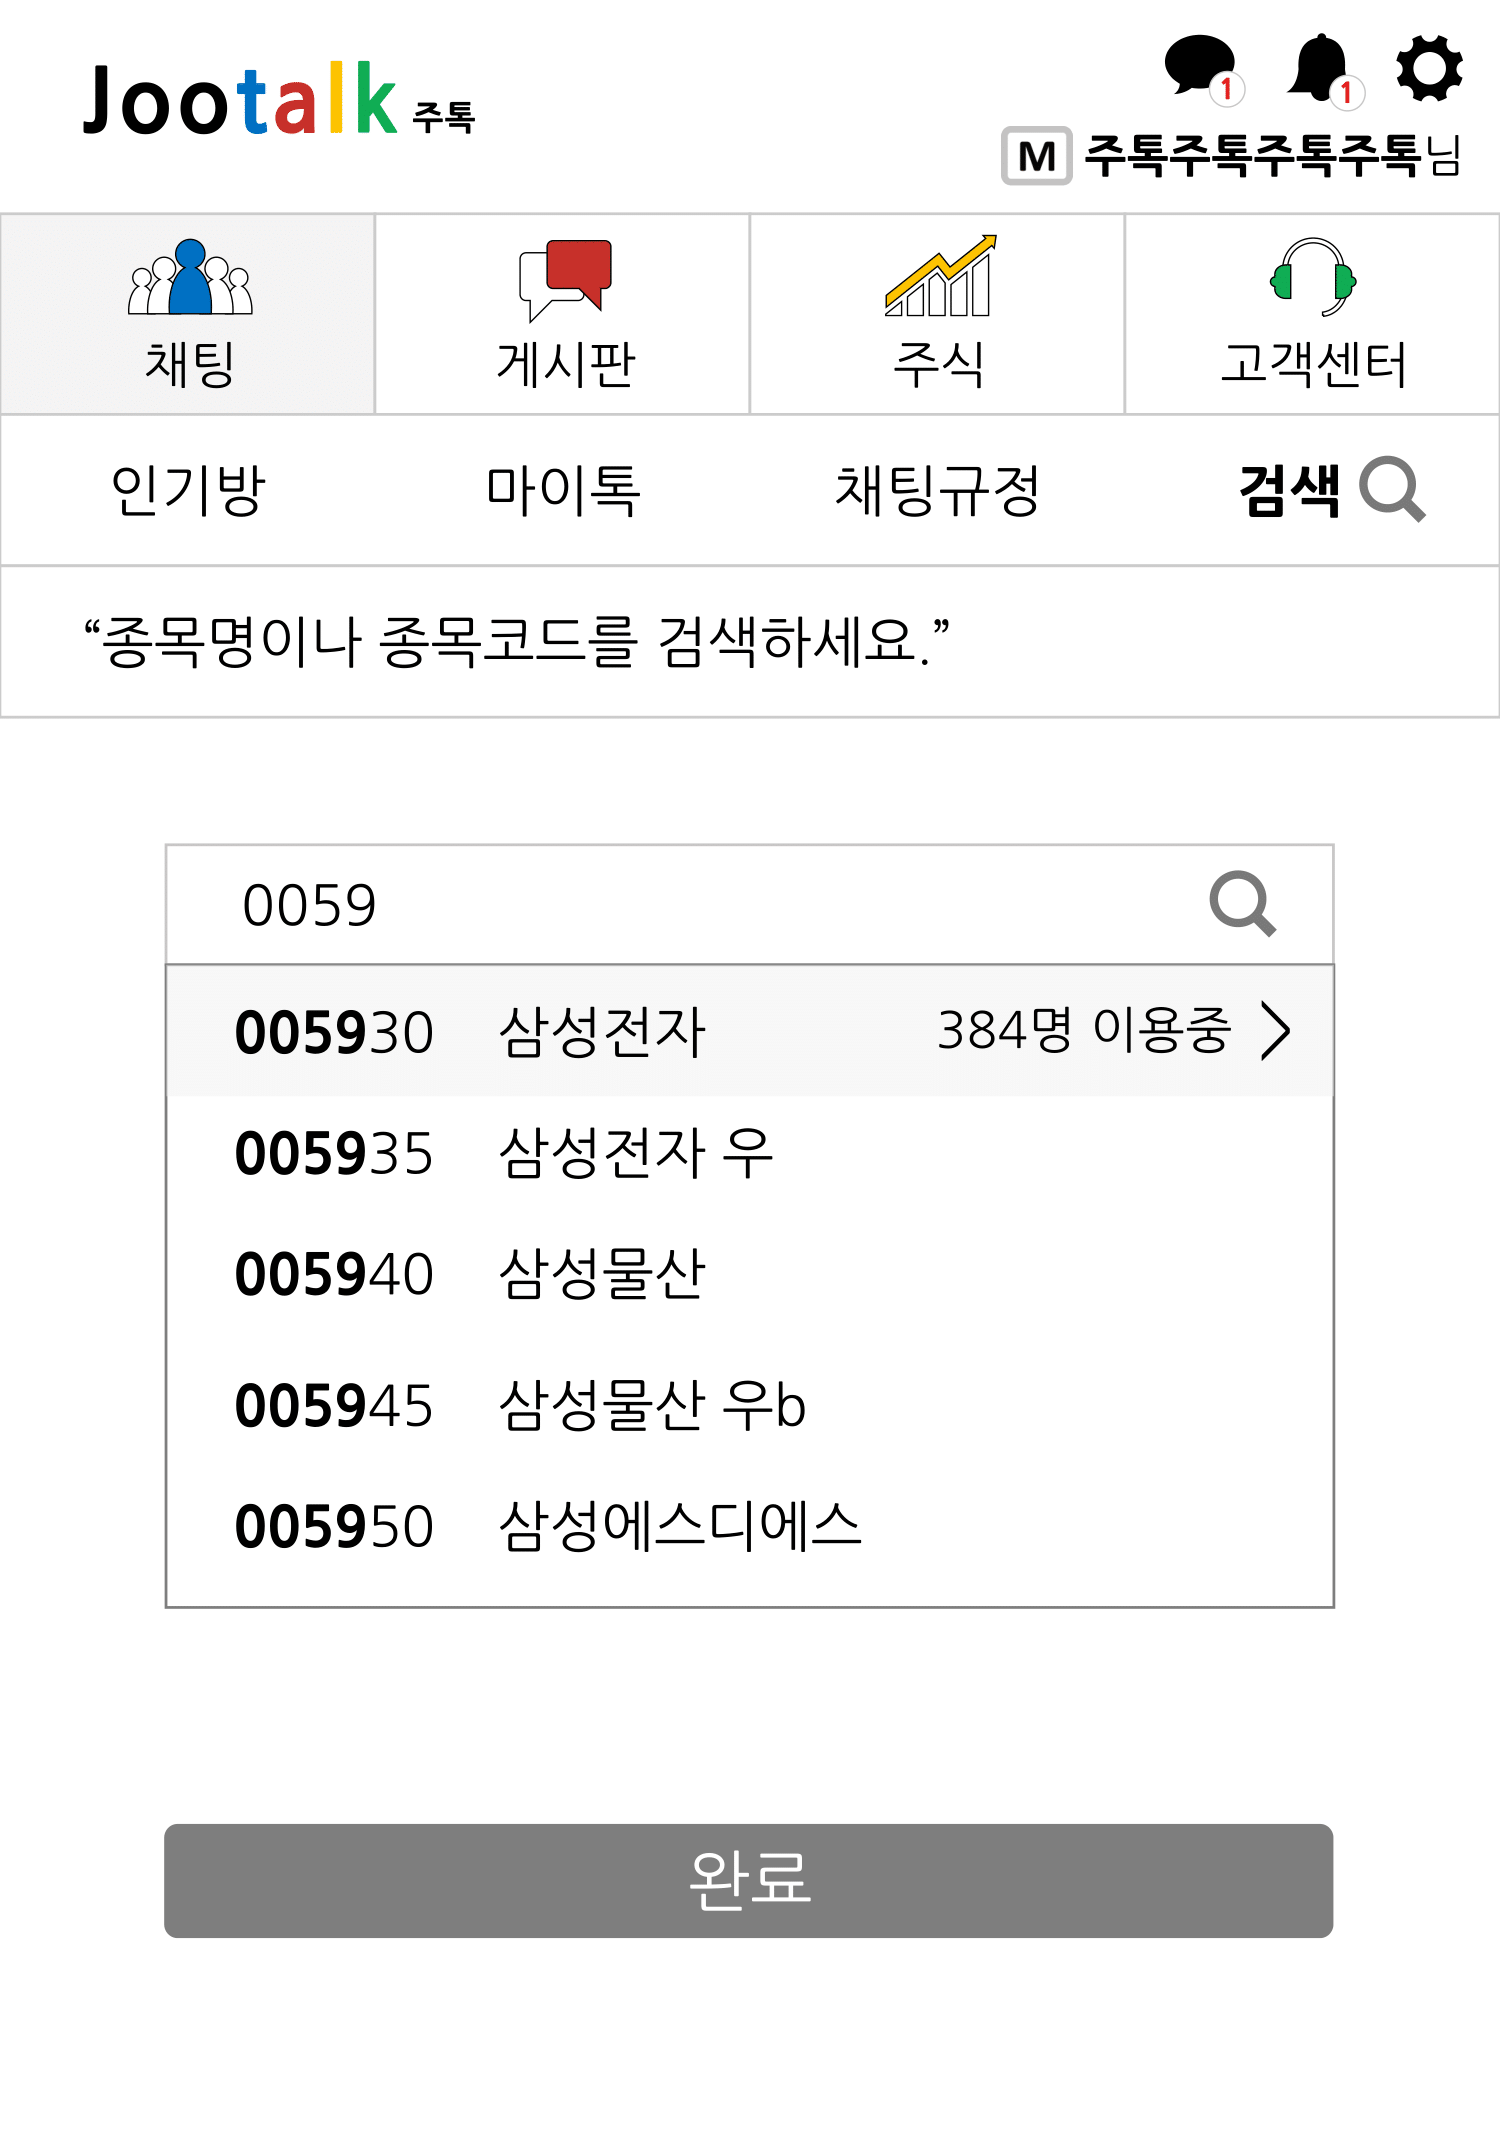 Jootalk 주톡
1
1
M 주톡주톡주톡주톡님
채팅
게시판
주식
고객센터
인기방
마이톡
채팅규정
검색
“종목명이나 종목코드를 검색하세요.”
0059
005930 삼성전자 384명 이용중
005935 삼성전자 우
005940 삼성물산
005945 삼성물산 우b
005950 삼성에스디에스
완료